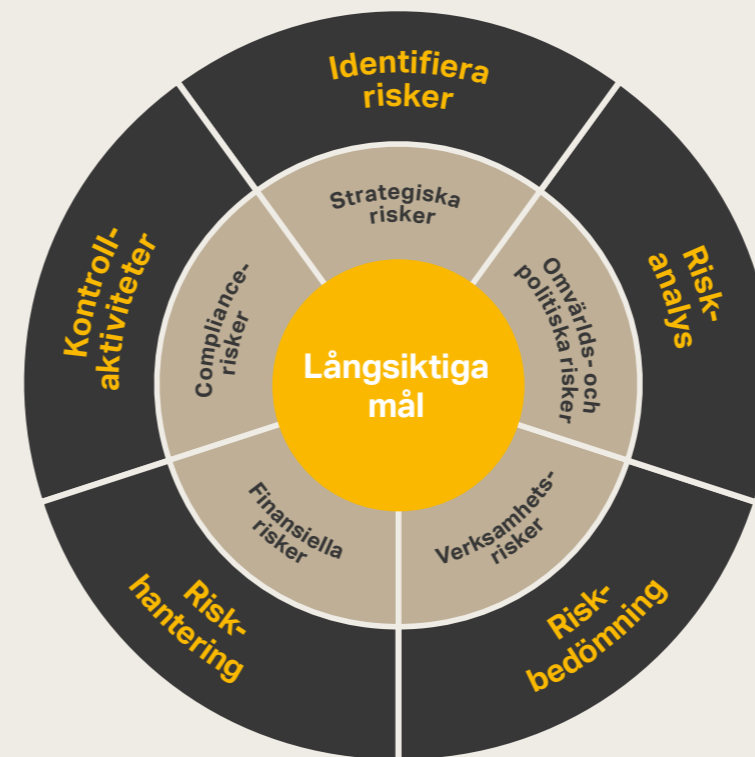 Identifiera
risker
Strategiska
risker
Risk-
analys
Omvärlds- och
politiska risker
Kontroll-
aktiviteter
Compliance-
risker
Långsiktiga
mål
Finansiella
risker
Verksamhets-
risker
Risk-
hantering
Risk-
bedömning